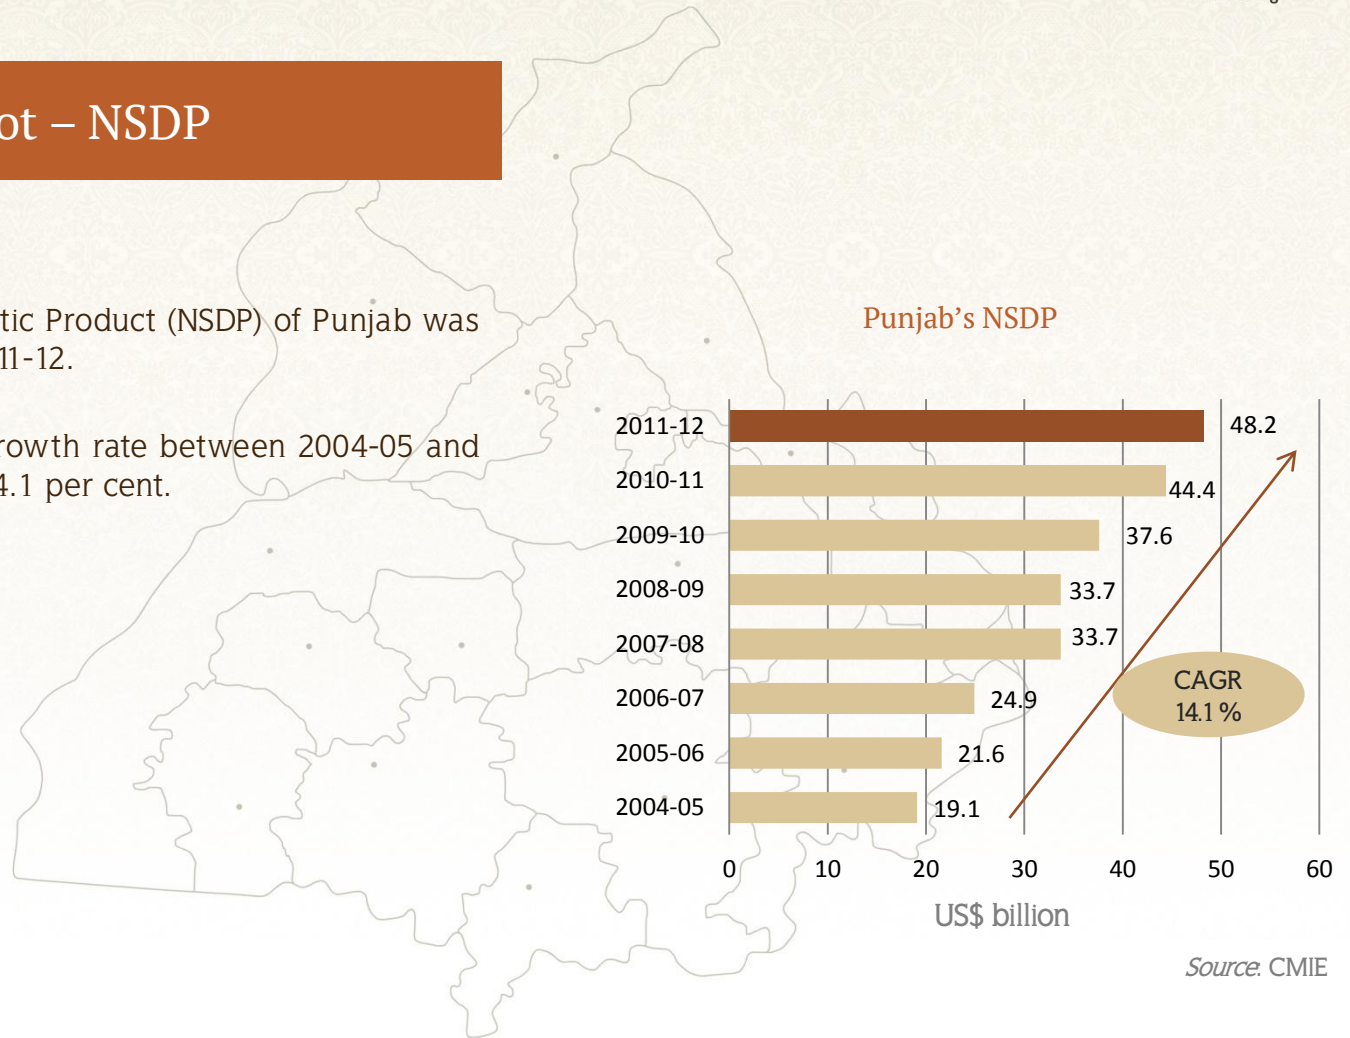 ot – NSDP
tic Product (NSDP) of Punjab was
11-12.
rowth rate between 2004-05 and
4.1 per cent.
Punjab’s NSDP
2011-12 48.2
2010-11 44.4
2009-10 37.6
2008-09 33.7
2007-08 33.7
2006-07 24.9
2005-06 21.6
2004-05 19.1
CAGR
14.1 %
0 10 20 30 40 50 60
US$ billion
Source: CMIE